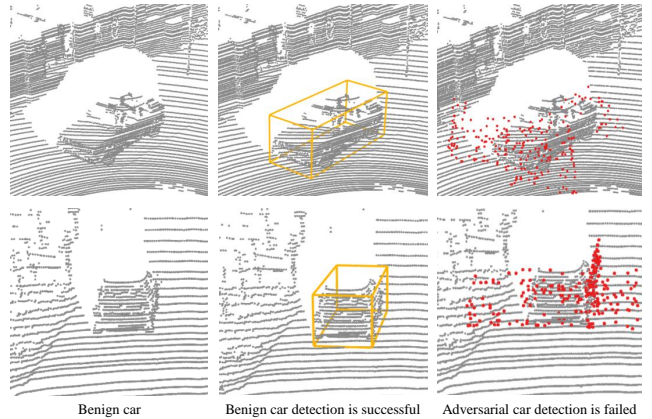 Benign car
Benign car detection is successful
Adversarial car detection is failed